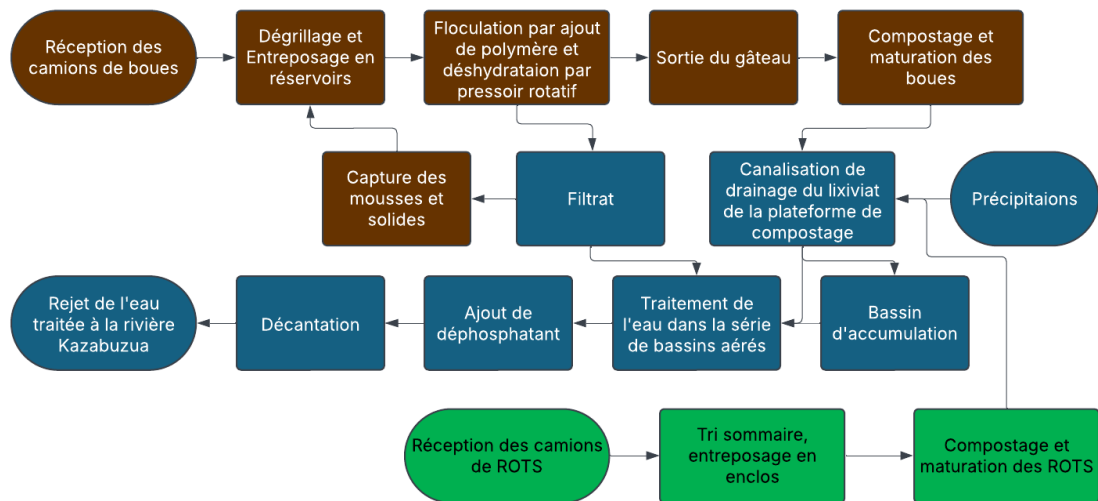 Réception des
camions de boues
Dégrillage et
Entreposage en
réservoirs
Floculation par ajout
de polymère et
déshydrataion par
pressoir rotatif
Sortie du gâteau
Compostage et
maturation des
boues
Capture des
mousses et
solides
Filtrat
Canalisation de
drainage du lixiviat
de la plateforme de
compostage
Précipitaions
Rejet de l'eau
traitée à la rivière
Kazabuzua
Décantation
Ajout de
déphosphatant
Traitement de
l'eau dans la série
de bassins aérés
Bassin
d'accumulation
Réception des camions
de ROTS
Tri sommaire,
entreposage en
enclos
Compostage et
maturation des ROTS